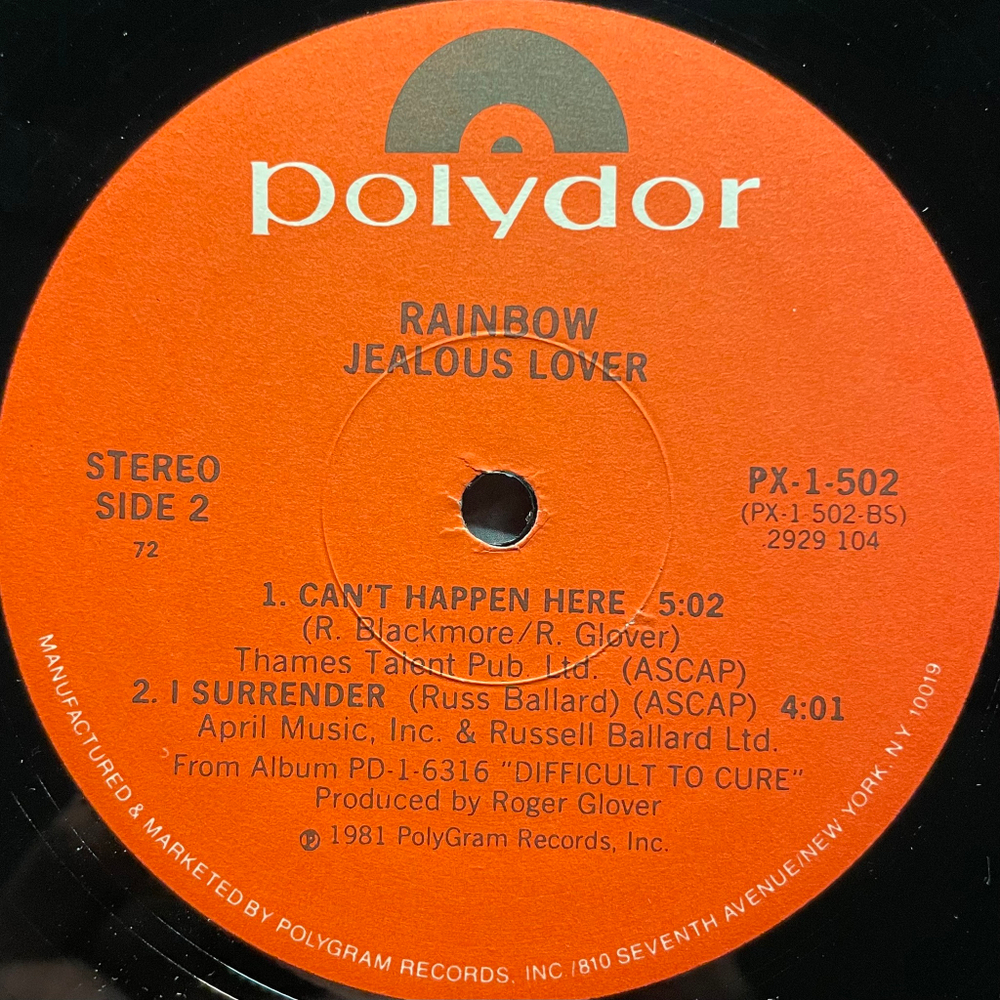 polydor
RAINBOW
JEALOUS LOVER
STEREO
SIDE 2
72
PX-1-502
(PX-1 502-BS)
2929 104
1. CAN'T HAPPEN HERE 5:02
(R. Blackmore/R. Glover)
Thames Talent Pub. Ltd. (ASCAP)
2. I SURRENDER (Russ Ballard) (ASCAP) 4:01
April Music, Inc. & Russell Ballard Ltd.
From Album PD-1-6316 "DIFFICULT TO CURE"
Produced by Roger Glover
Ⓟ 1981 PolyGram Records, Inc.
MANUFACTURED & MARKETED BY POLYGRAM RECORDS, INC./810 SEVENTH AVENUE/NEW YORK, N.Y. 10019